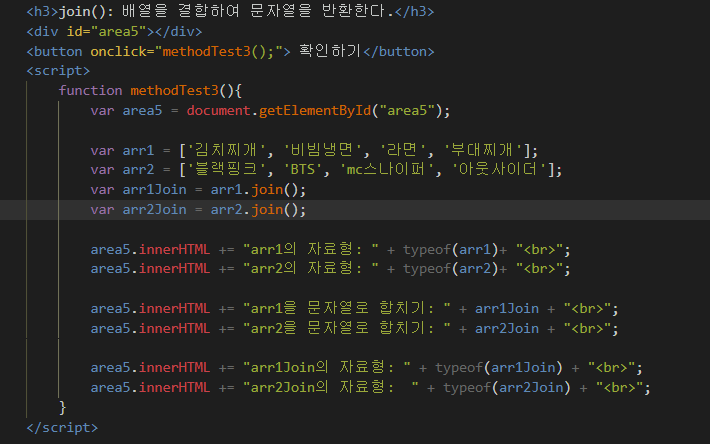 <h3>join(): 배열을 결합하여 문자열을 반환한다.</h3>
<div id="area5"></div>
<button onclick="methodTest3();"> 확인하기</button>
<script>
    function methodTest3(){
        var area5 = document.getElementById("area5");

        var arr1 = ['김치찌개', '비빔냉면', '라면', '부대찌개'];
        var arr2 = ['블랙핑크', 'BTS', 'mc스나이퍼', '아웃사이더'];
        var arr1Join = arr1.join();
        var arr2Join = arr2.join();

        area5.innerHTML += "arr1의 자료형: " + typeof(arr1)+ "<br>";
        area5.innerHTML += "arr2의 자료형: " + typeof(arr2)+ "<br>";

        area5.innerHTML += "arr1을 문자열로 합치기: " + arr1Join + "<br>";
        area5.innerHTML += "arr2을 문자열로 합치기: " + arr2Join + "<br>";

        area5.innerHTML += "arr1Join의 자료형: " + typeof(arr1Join) + "<br>";
        area5.innerHTML += "arr2Join의 자료형:  " + typeof(arr2Join) + "<br>";
    }
</script>